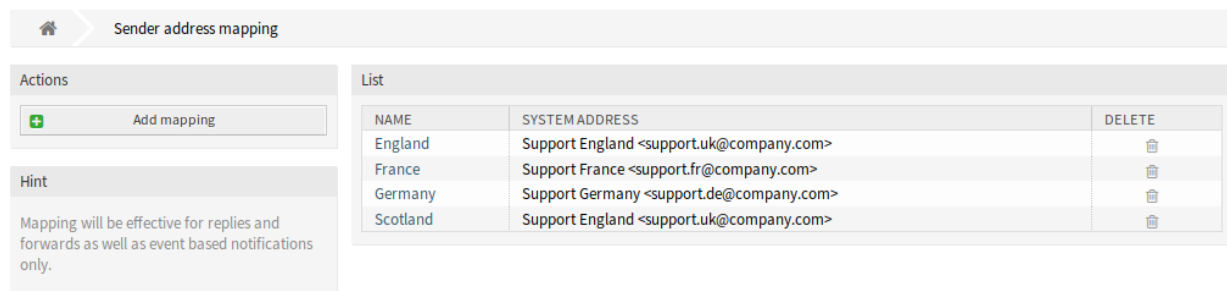 Sender address mapping
Actions
Add mapping
Hint
Mapping will be effective for replies and
forwards as well as event based notifications
only.
List
NAME SYSTEM ADDRESS DELETE
England Support England <support.uk@company.com>
France Support France <support.fr@company.com>
Germany Support Germany <support.de@company.com>
Scotland Support England <support.uk@company.com>